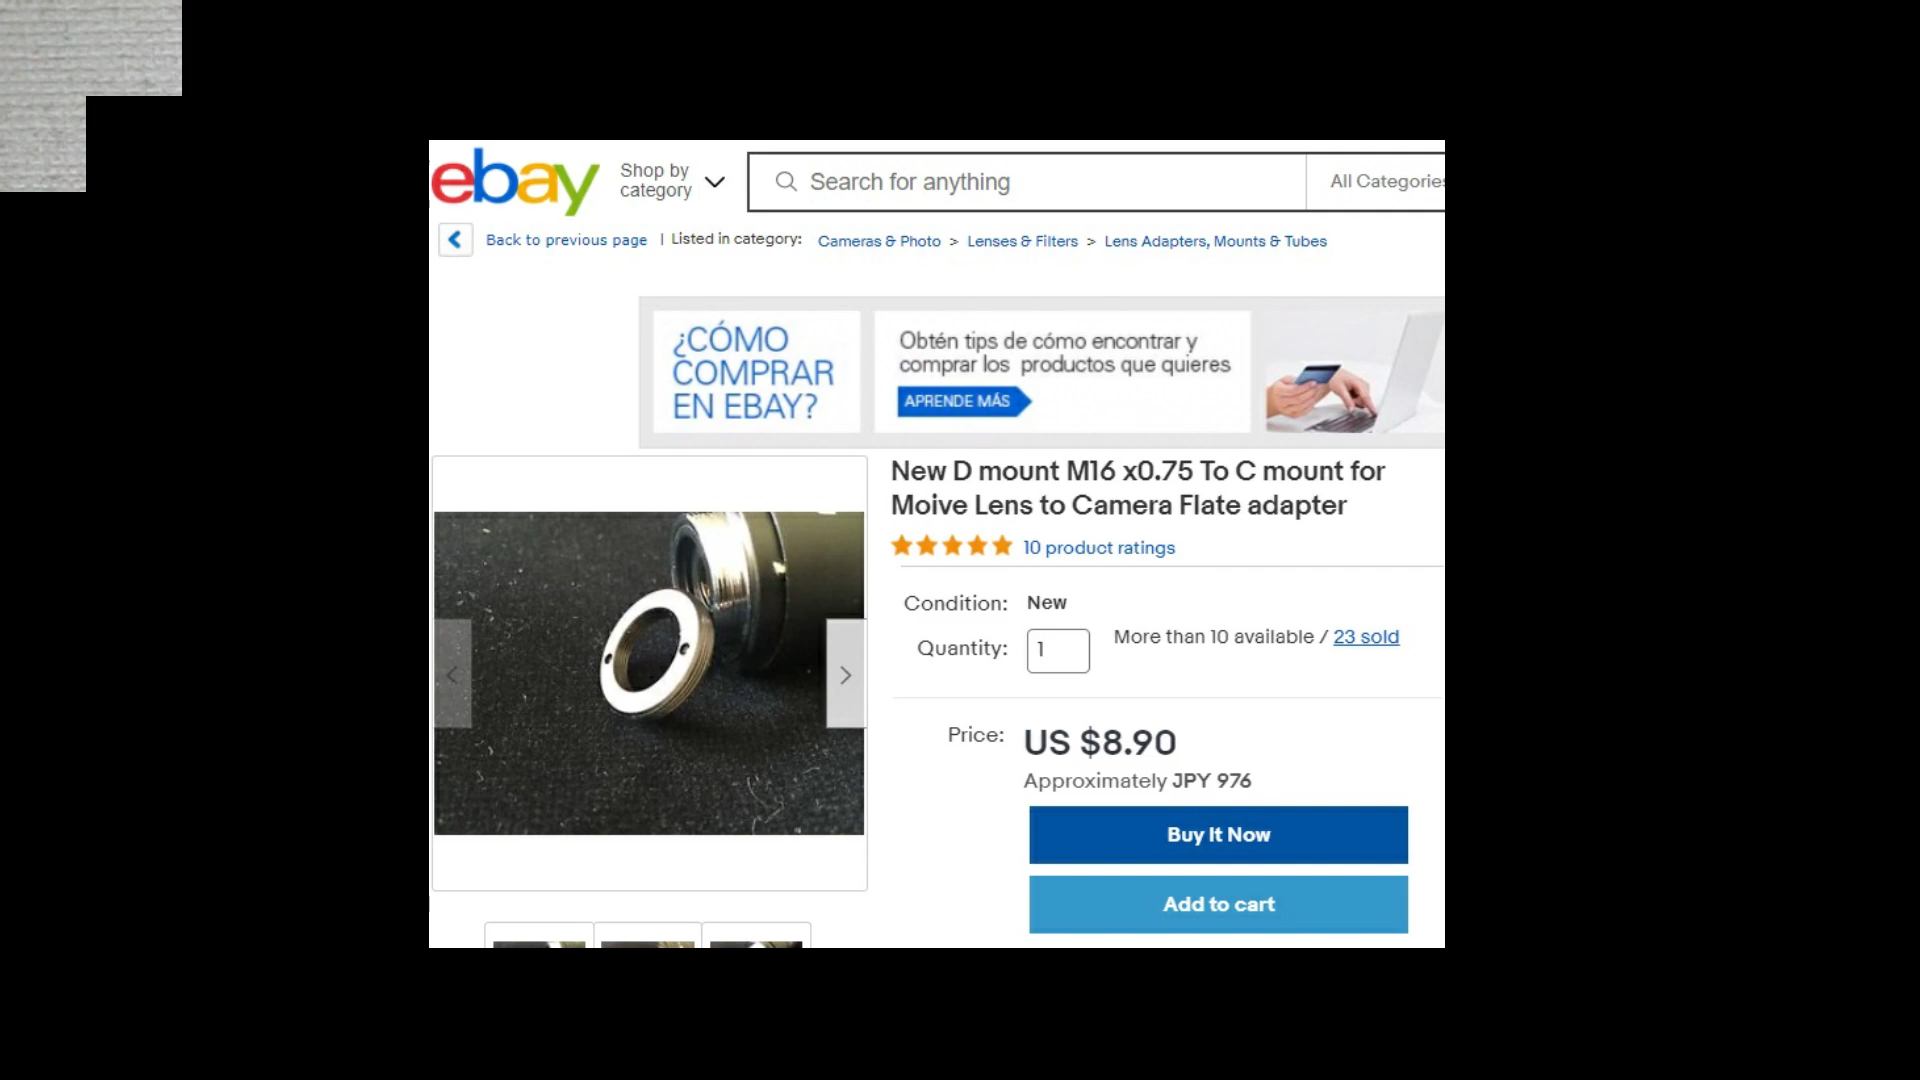 ebay
Shop by
category
Search for anything
All Categories
Back to previous page | Listed in category: Cameras & Photo > Lenses & Filters > Lens Adapters, Mounts & Tubes
¿CÓMO
COMPRAR
EN EBAY?
Obtén tips de cómo encontrar y
comprar los productos que quieres
APRENDE MÁS
New D mount M16 x0.75 To C mount for
Moive Lens to Camera Flate adapter
10 product ratings
Condition: New
Quantity: 1
More than 10 available / 23 sold
Price: US $8.90
Approximately JPY 976
Buy It Now
Add to cart